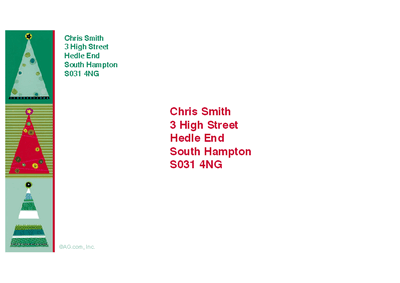 Chris Smith
3 High Street
Hedle End
South Hampton
S031 4NG
Chris Smith
3 High Street
Hedle End
South Hampton
S031 4NG
©AG.com, Inc.